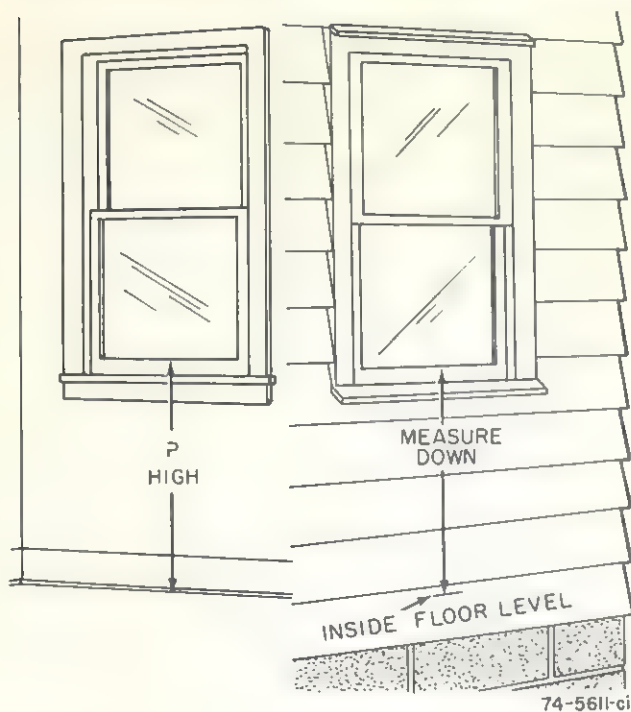 P
HIGH
MEASURE
DOWN
INSIDE FLOOR LEVEL
74-5611-ci